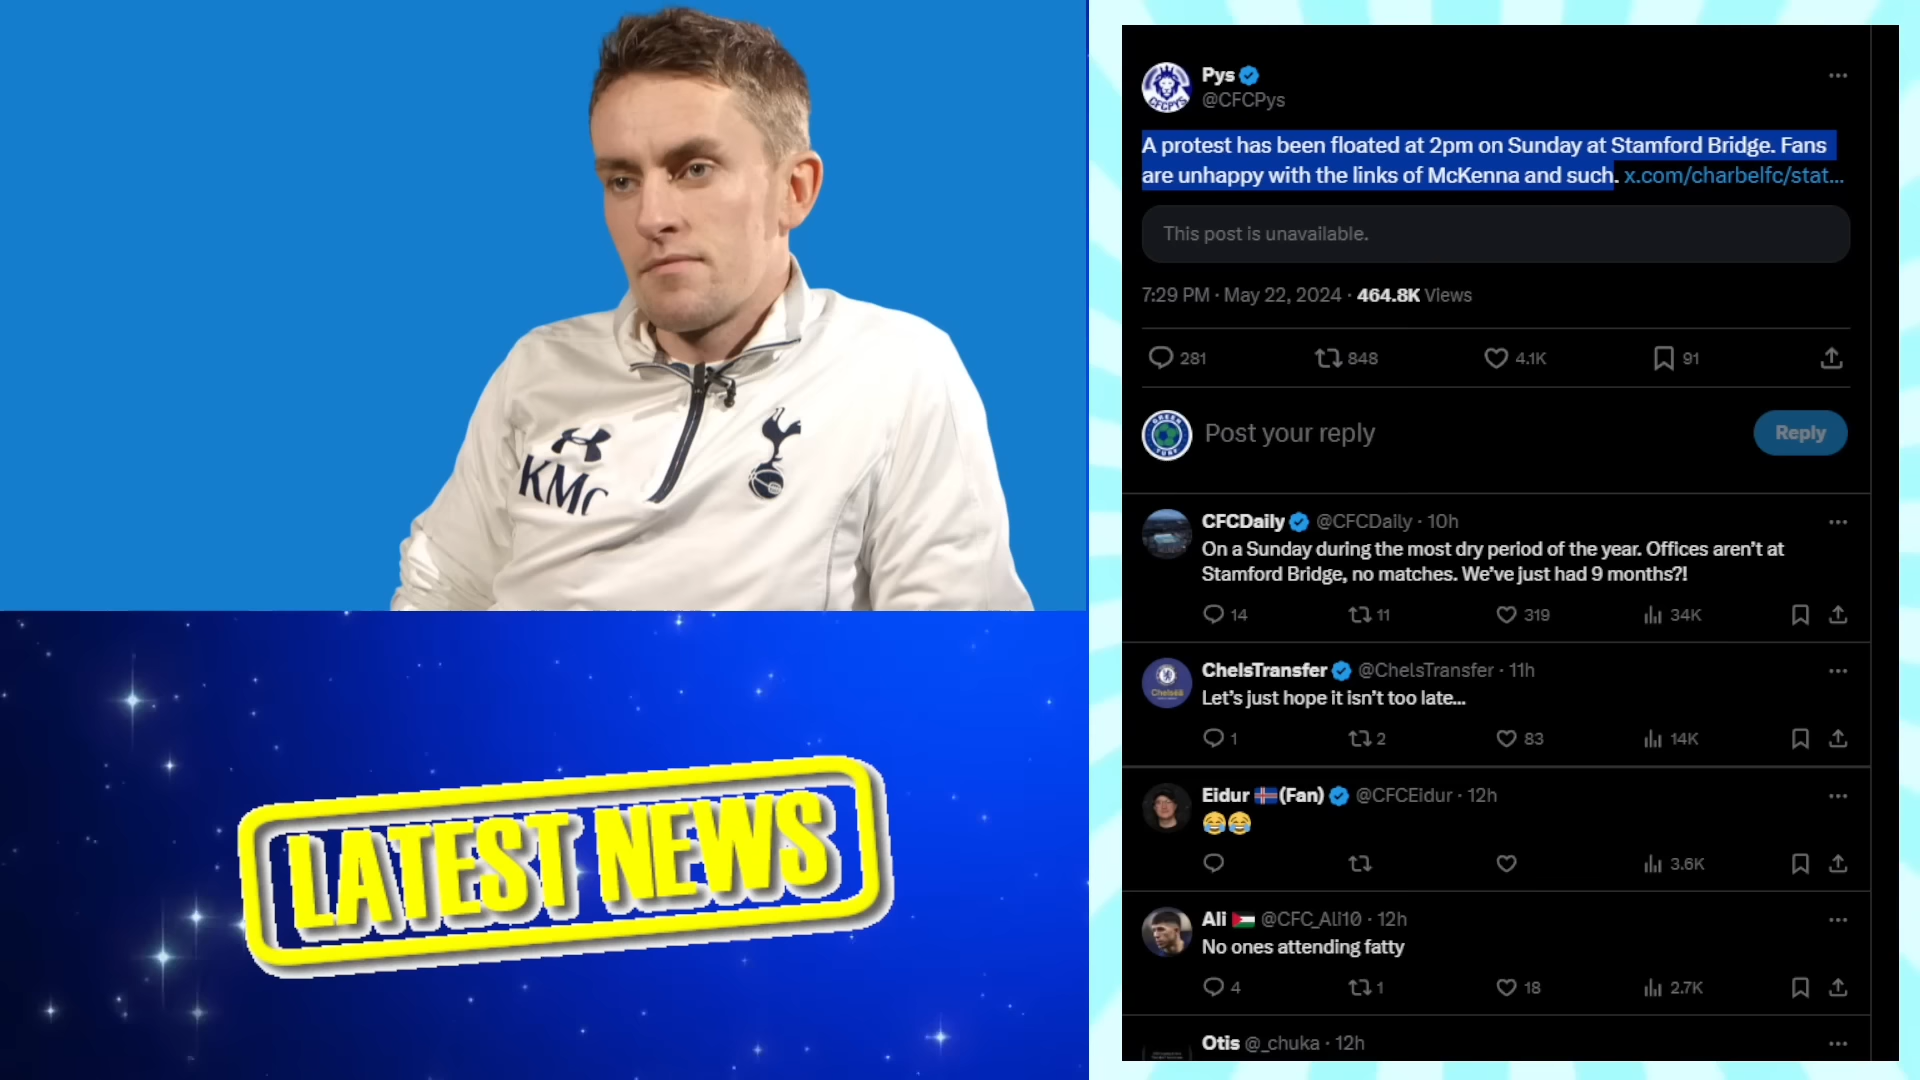 KMC
LATEST NEWS
Pys
@CFCPys
A protest has been floated at 2pm on Sunday at Stamford Bridge. Fans
are unhappy with the links of McKenna and such. x.com/charbelfc/stat...
This post is unavailable.
7:29 PM · May 22, 2024 · 464.8K Views
281 848 4.1K 91
Post your reply
Reply
CFCDaily @CFCDaily · 10h
On a Sunday during the most dry period of the year. Offices aren't at
Stamford Bridge, no matches. We've just had 9 months?!
14 11 319 34K
ChelsTransfer @ChelsTransfer · 11h
Let's just hope it isn't too late...
1 2 83 14K
Eidur 🇮🇸(Fan) @CFCEidur · 12h
😂😂
3.6K
Ali 🇵🇸 @CFC_Ali10 · 12h
No ones attending fatty
4 1 18 2.7K
Otis @_chuka · 12h